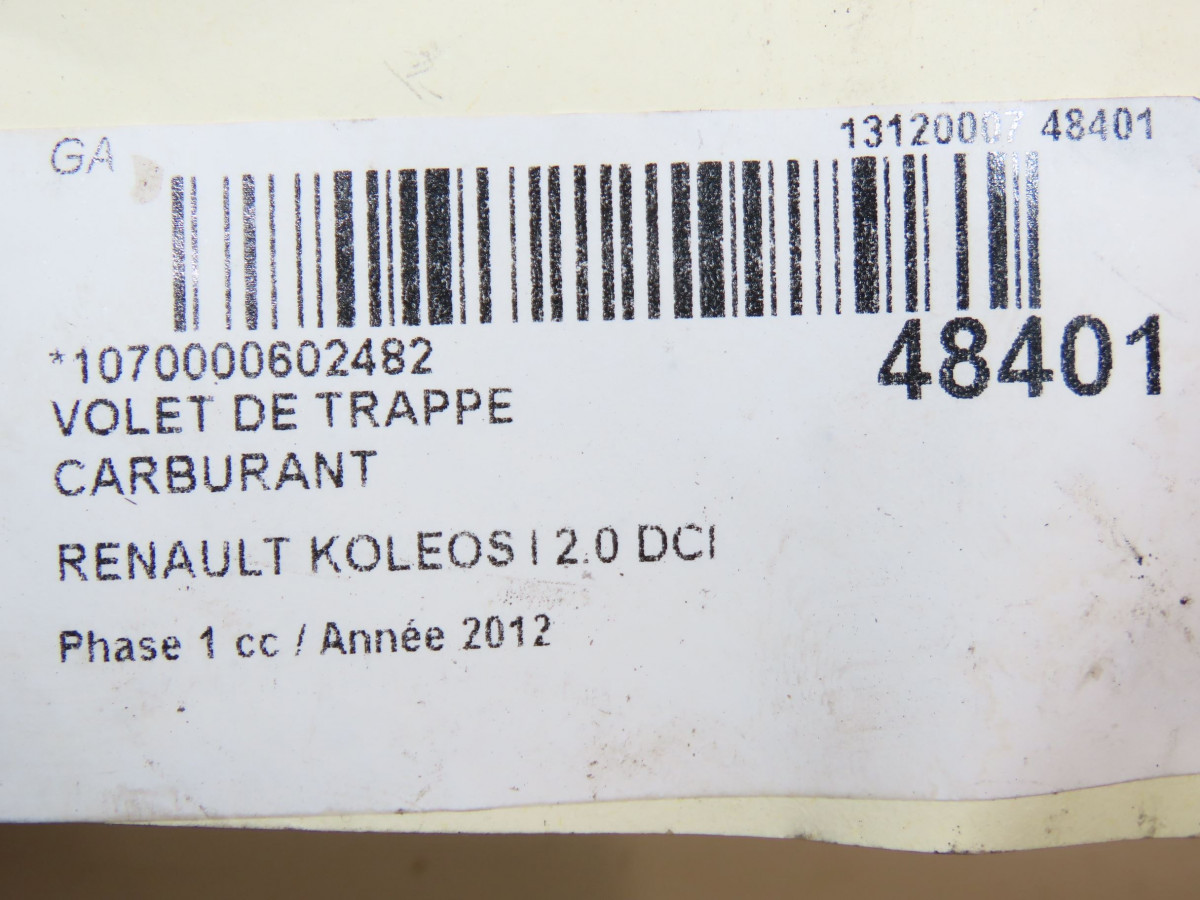 GA
13120007 48401
*1070000602482
48401
VOLET DE TRAPPE
CARBURANT
RENAULT KOLEOS I 2.0 DCI
Phase 1 cc / Année 2012